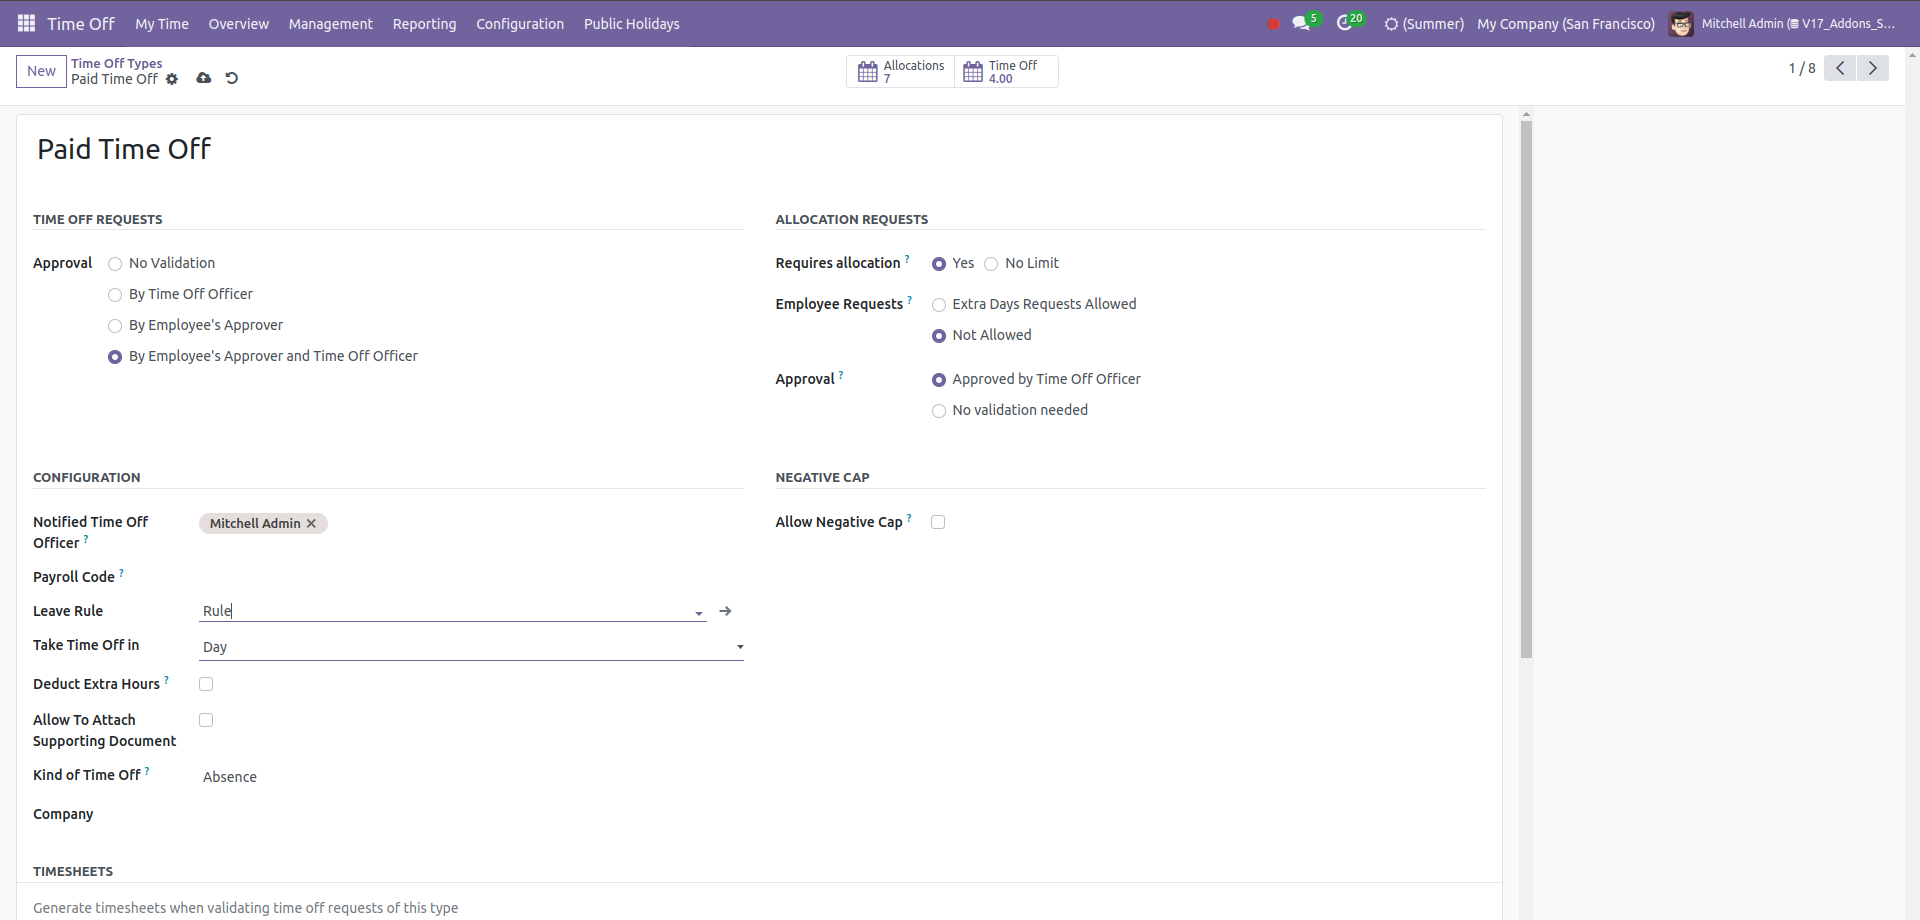 Time Off My Time Overview Management Reporting Configuration Public Holidays 5 20 (Summer) My Company (San Francisco) Mitchell Admin (V17_Addons_S...
New Time Off Types
Paid Time Off
Allocations
7
Time Off
4.00
1 / 8
Paid Time Off
TIME OFF REQUESTS
Approval No Validation
By Time Off Officer
By Employee's Approver
By Employee's Approver and Time Off Officer
ALLOCATION REQUESTS
Requires allocation ? Yes No Limit
Employee Requests ? Extra Days Requests Allowed
Not Allowed
Approval ? Approved by Time Off Officer
No validation needed
CONFIGURATION
Notified Time Off
Officer ?
Mitchell Admin
Payroll Code ?
Leave Rule Rule
Take Time Off in Day
Deduct Extra Hours ?
Allow To Attach
Supporting Document
Kind of Time Off ? Absence
Company
NEGATIVE CAP
Allow Negative Cap ?
TIMESHEETS
Generate timesheets when validating time off requests of this type